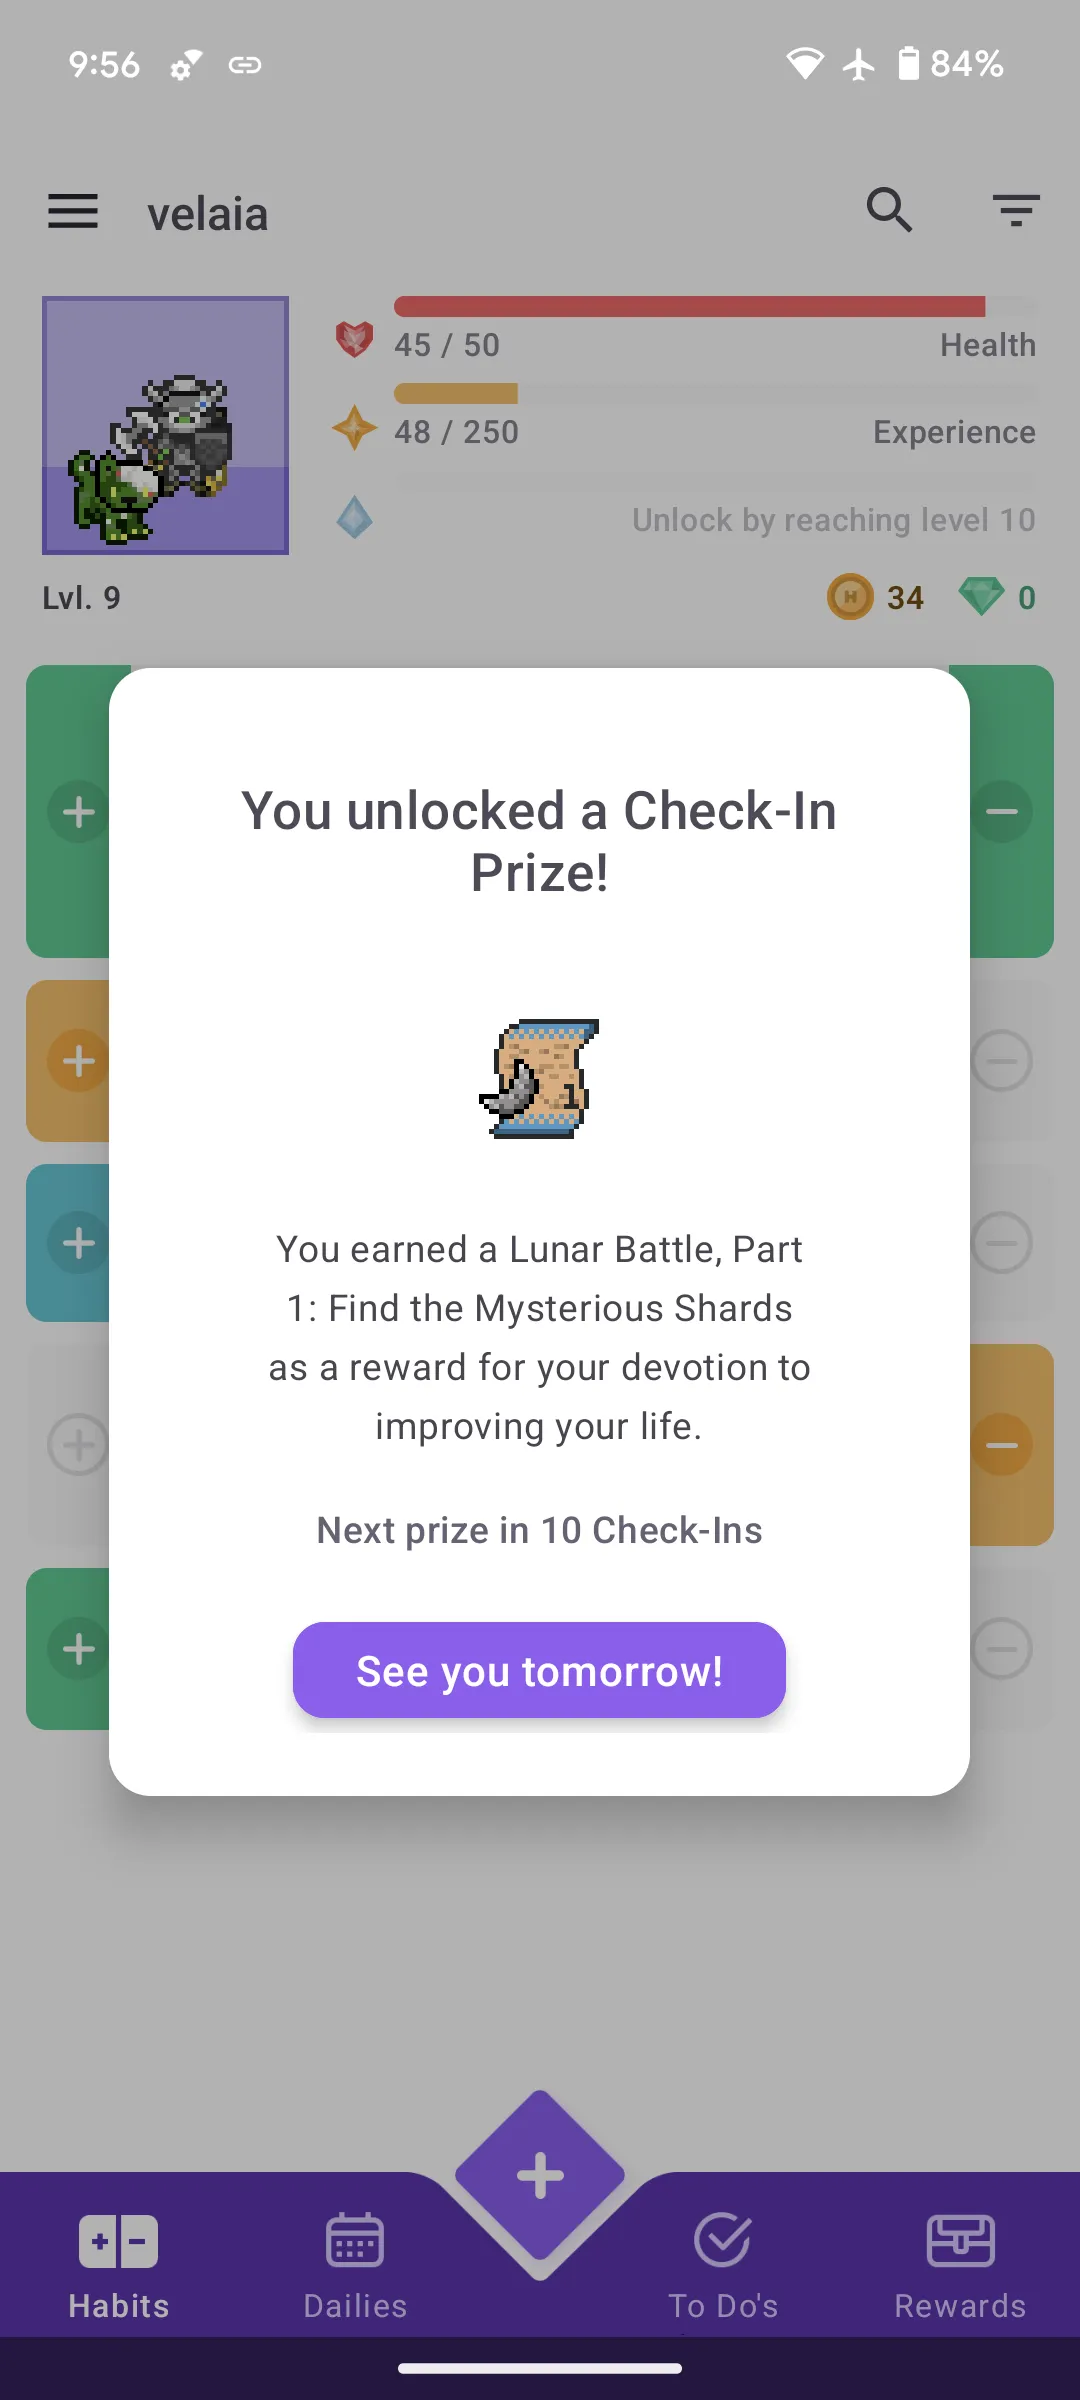 9:56
84%
velaia
45 / 50
Health
48 / 250
Experience
Unlock by reaching level 10
Lvl. 9
34
0
You unlocked a Check-In
Prize!
1
You earned a Lunar Battle, Part
1: Find the Mysterious Shards
as a reward for your devotion to
improving your life.
Next prize in 10 Check-Ins
See you tomorrow!
Habits
Dailies
To Do's
Rewards